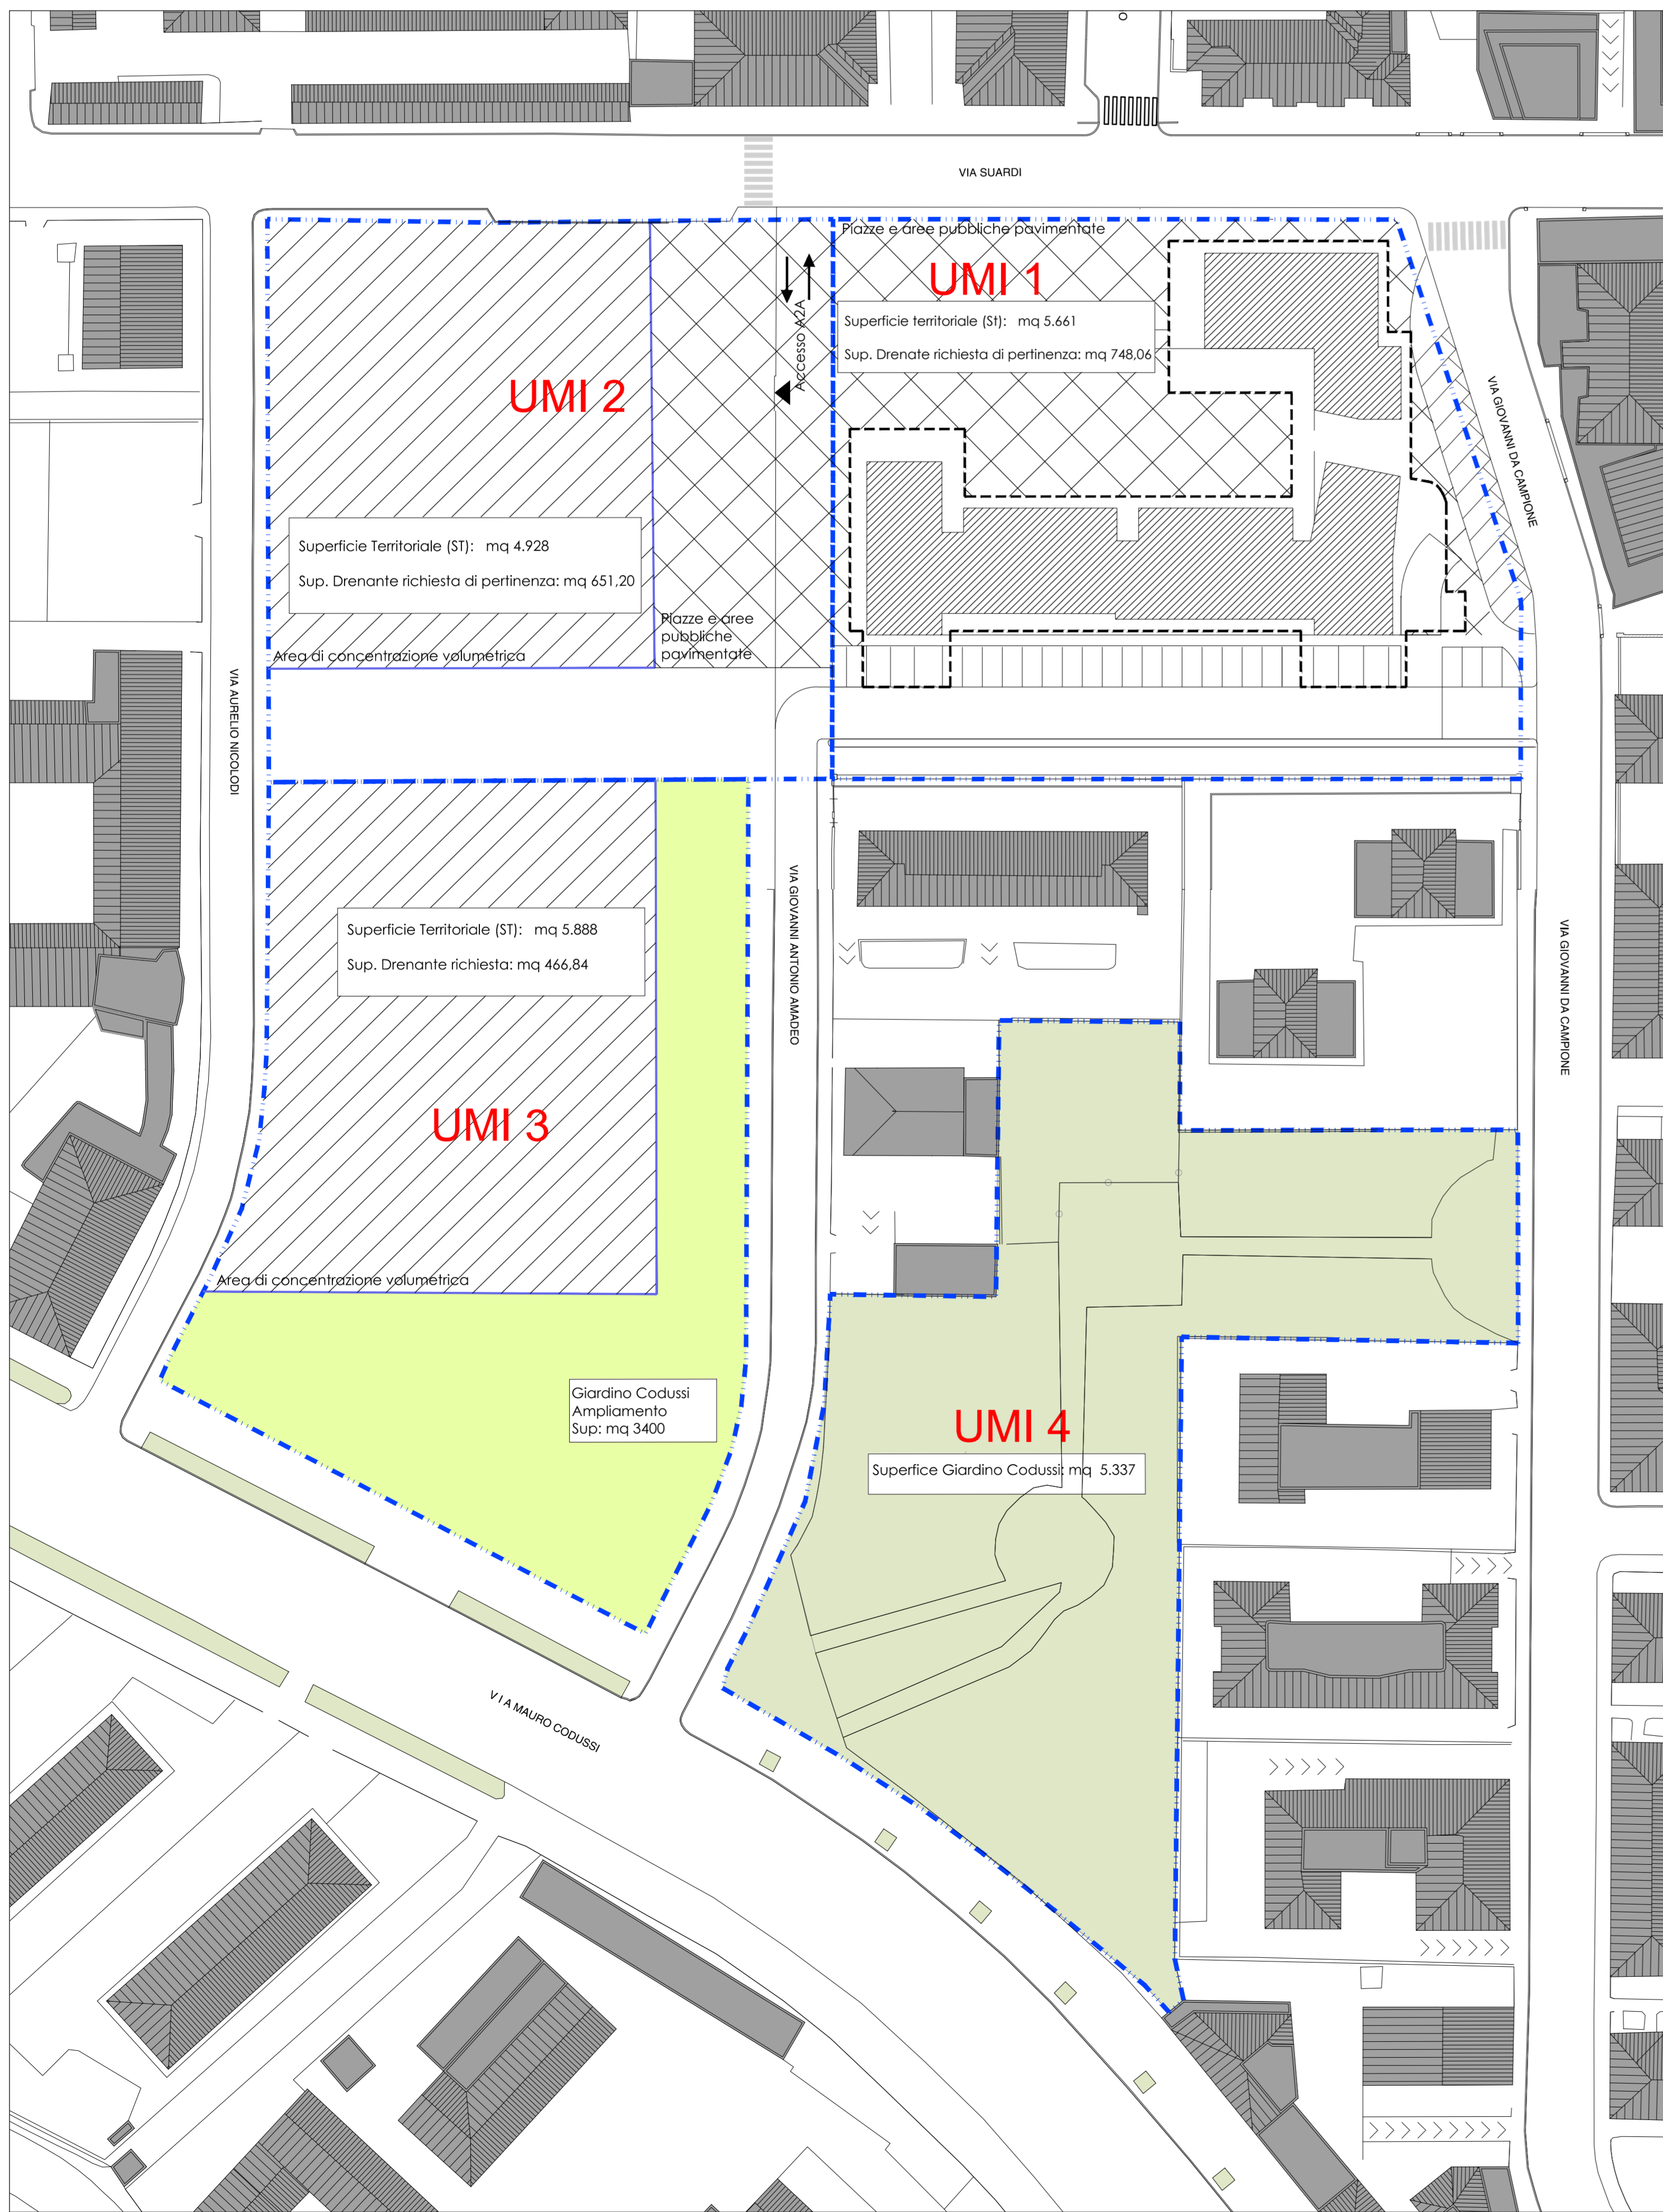 VIA SUARDI
Piazze e aree pubbliche pavimentate
UMI 1
Superficie territoriale (St): mq 5.661
Sup. Drenate richiesta di pertinenza: mq 748,06
Accesso A2A
UMI 2
VIA GIOVANNI DA CAMPIONE
Superficie Territoriale (ST): mq 4.928
Sup. Drenante richiesta di pertinenza: mq 651,20
Piazze e aree
pubbliche
pavimentate
Area di concentrazione volumetrica
VIA AURELIO NICOLODI
Superficie Territoriale (ST): mq 5.888
Sup. Drenante richiesta: mq 466,84
VIA GIOVANNI ANTONIO AMADEO
VIA GIOVANNI DA CAMPIONE
UMI 3
Area di concentrazione volumetrica
Giardino Codussi
Ampliamento
Sup: mq 3400
UMI 4
Superfice Giardino Codussi: mq 5.337
V I A MAURO CODUSSI